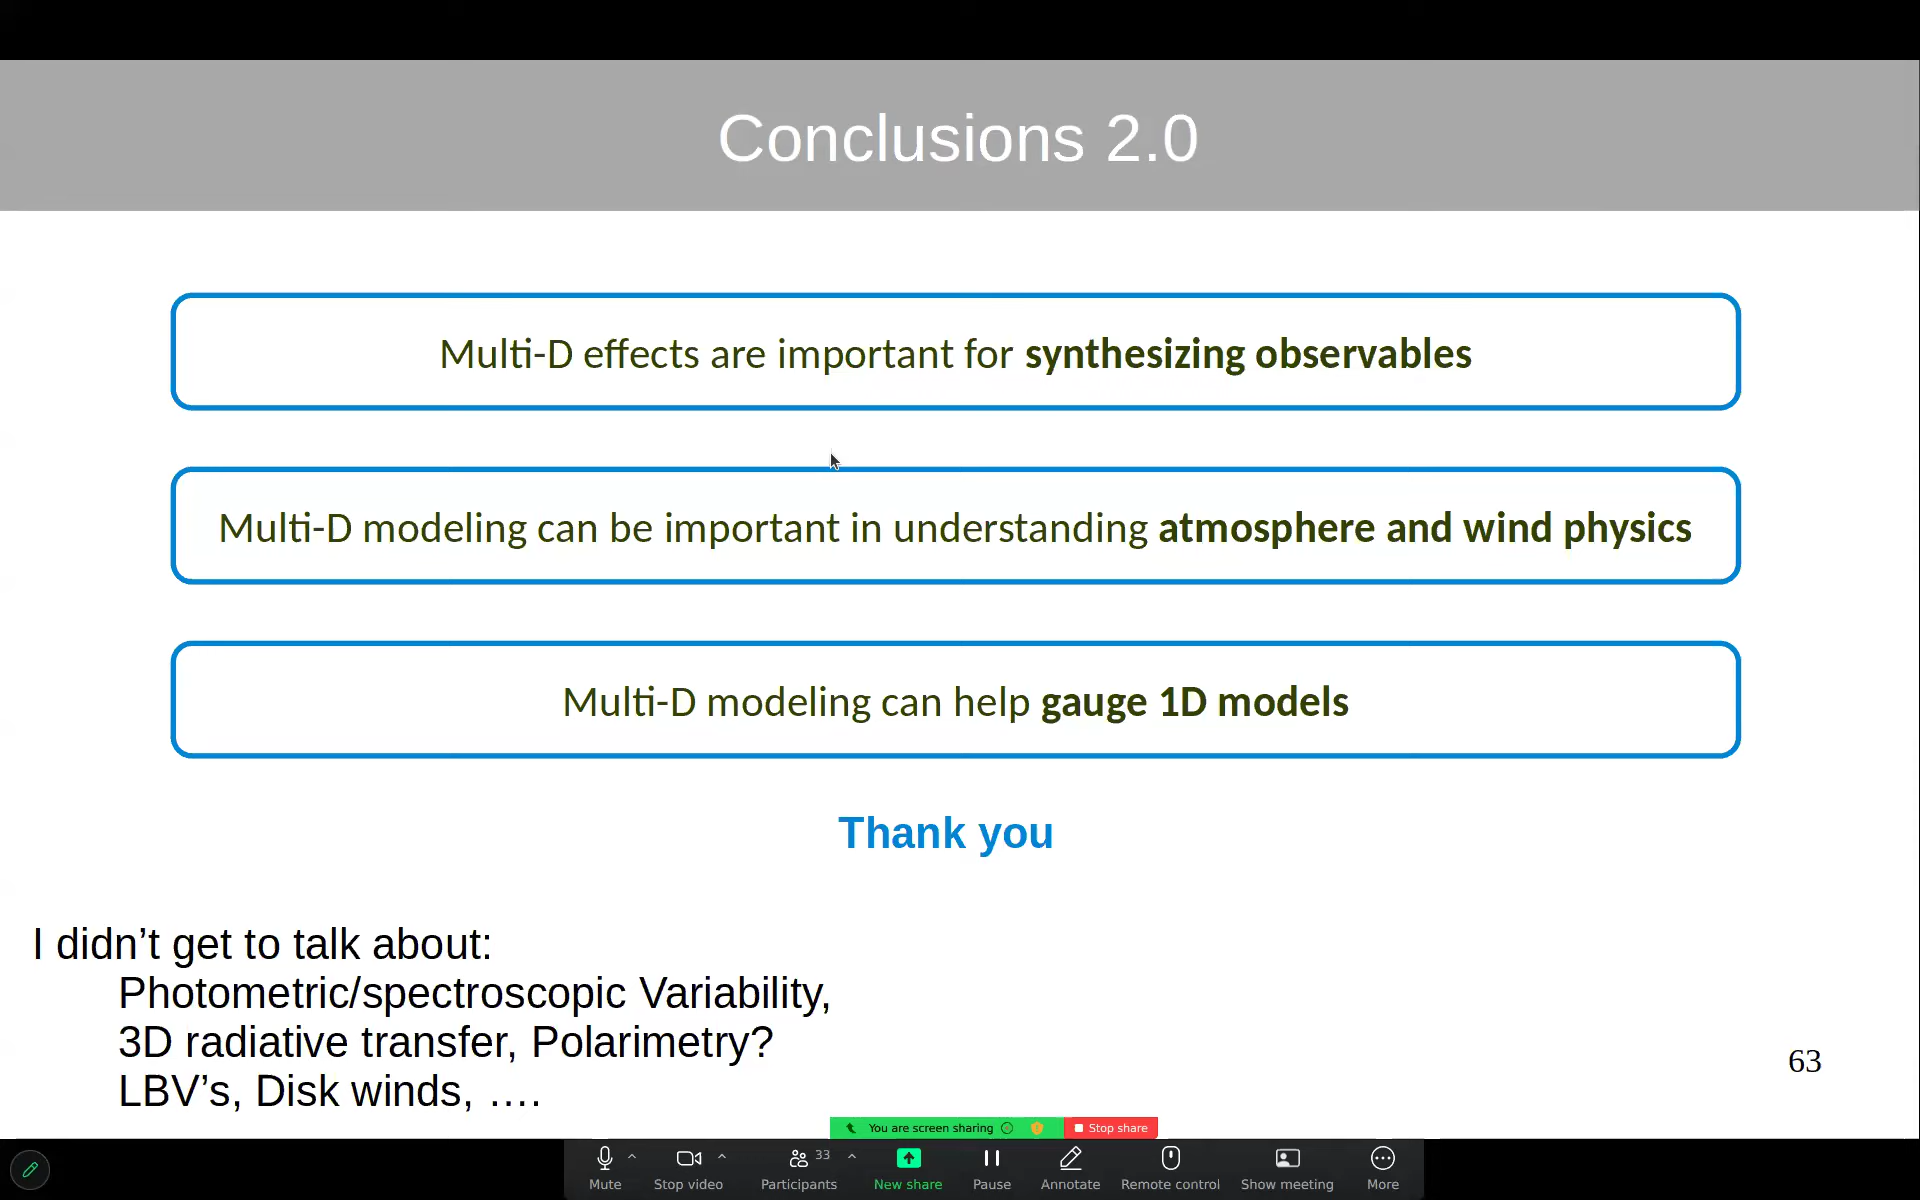 Conclusions 2.0
Multi-D effects are important for synthesizing observables
Multi-D modeling can be important in understanding atmosphere and wind physics
Multi-D modeling can help gauge 1D models
Thank you
I didn’t get to talk about:
Photometric/spectroscopic Variability,
3D radiative transfer, Polarimetry?
LBV’s, Disk winds, ....
63
You are screen sharing
Stop share
33
Mute
Stop video
Participants
New share
Pause
Annotate
Remote control
Show meeting
More